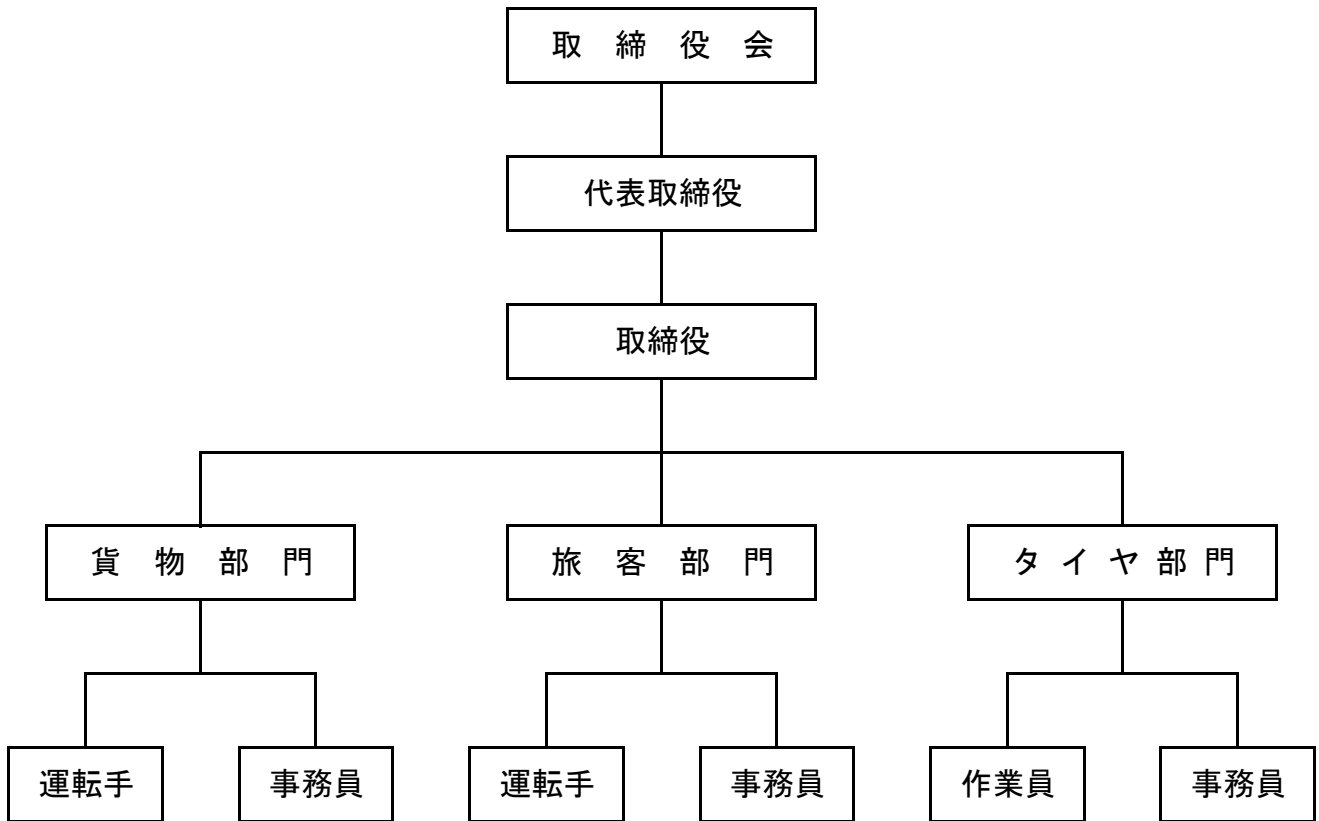 取締役会
代表取締役
取締役
貨物部門
旅客部門
タイヤ部門
運転手
事務員
運転手
事務員
作業員
事務員